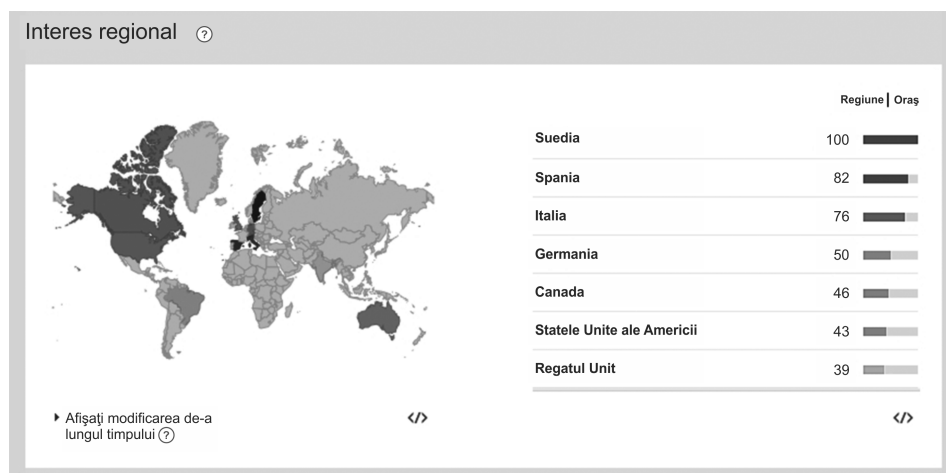 Interes regional ?
Regiune | Oraş
Suedia 100
Spania 82
Italia 76
Germania 50
Canada 46
Statele Unite ale Americii 43
Regatul Unit 39
Afişaţi modificarea de-a
lungul timpului ?
</> </>